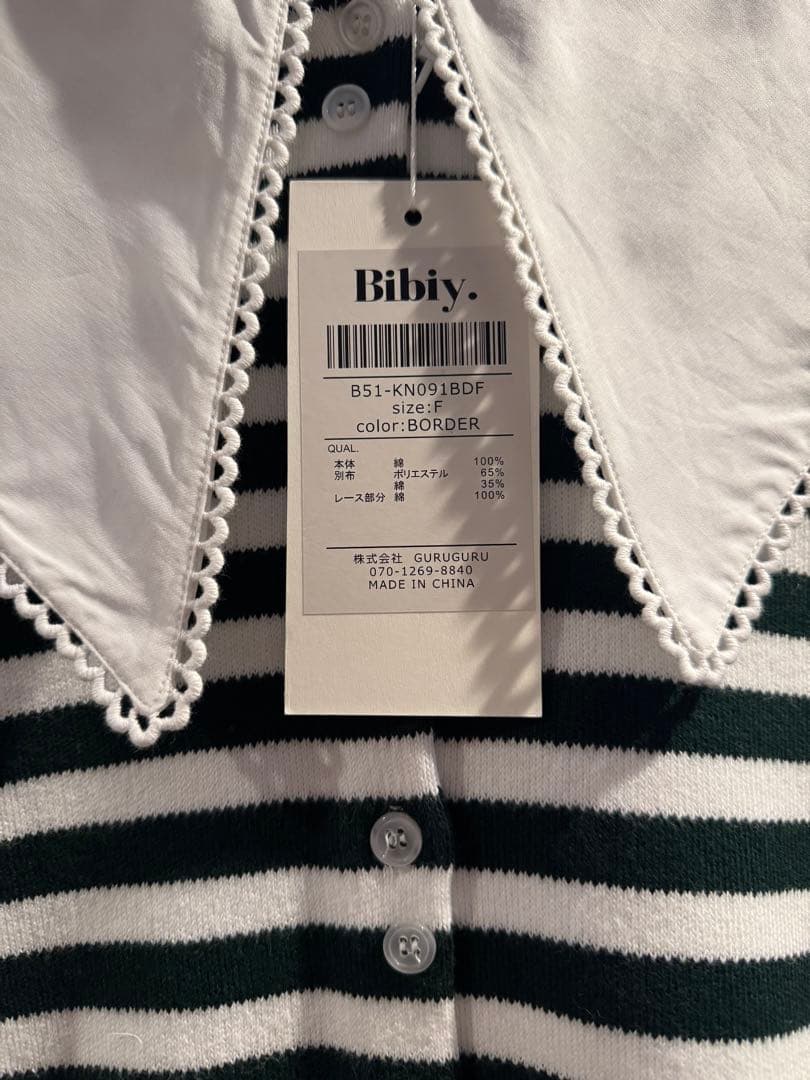 Bibiy.
B51-KN091BDF
size:F
color:BORDER
QUAL.
本体 綿 100%
別布 ポリエステル 65%
綿 35%
レース部分 綿 100%
株式会社 GURUGURU
070-1269-8840
MADE IN CHINA